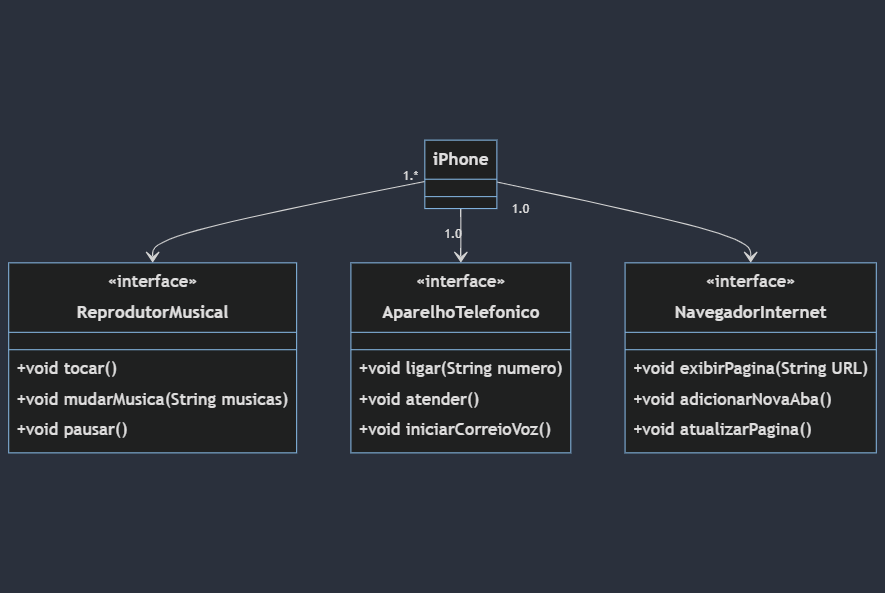 iPhone
1.*
1.0
1.0
«interface»
ReprodutorMusical
+void tocar()
+void mudarMusica(String musicas)
+void pausar()
«interface»
AparelhoTelefonico
+void ligar(String numero)
+void atender()
+void iniciarCorreioVoz()
«interface»
NavegadorInternet
+void exibirPagina(String URL)
+void adicionarNovaAba()
+void atualizarPagina()